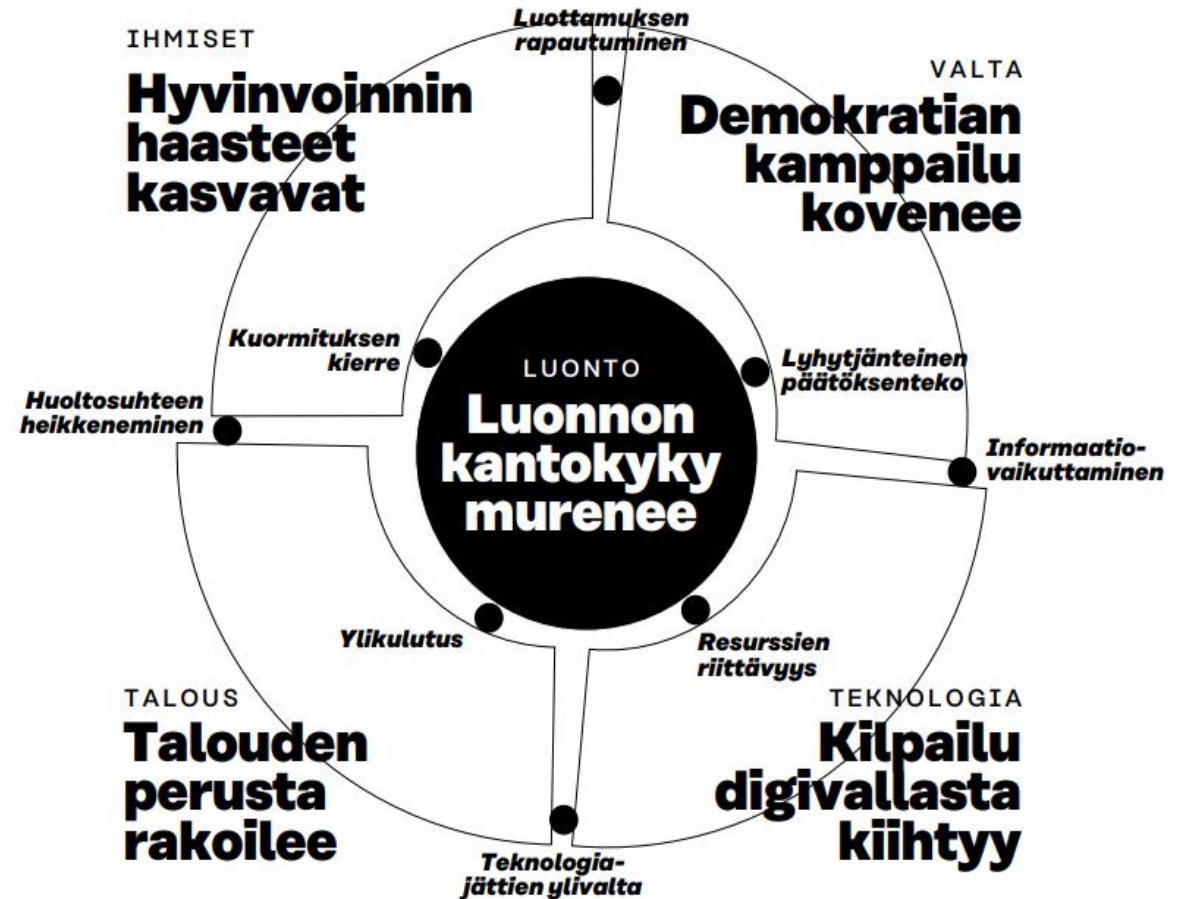 Luottamuksen
rapautuminen
IHMISET
Hyvinvoinnin
haasteet
kasvavat
VALTA
Demokratian
kamppailu
kovenee
Kuormituksen
kierre
Lyhytjänteinen
päätöksenteko
Huoltosuhteen
heikkeneminen
Informaatio-
vaikuttaminen
LUONTO
Luonnon
kantokyky
murenee
Ylikulutus
Resurssien
riittävyys
TALOUS
Talouden
perusta
rakoilee
TEKNOLOGIA
Kilpailu
digivallasta
kiihtyy
Teknologia-
jättien ylivalta